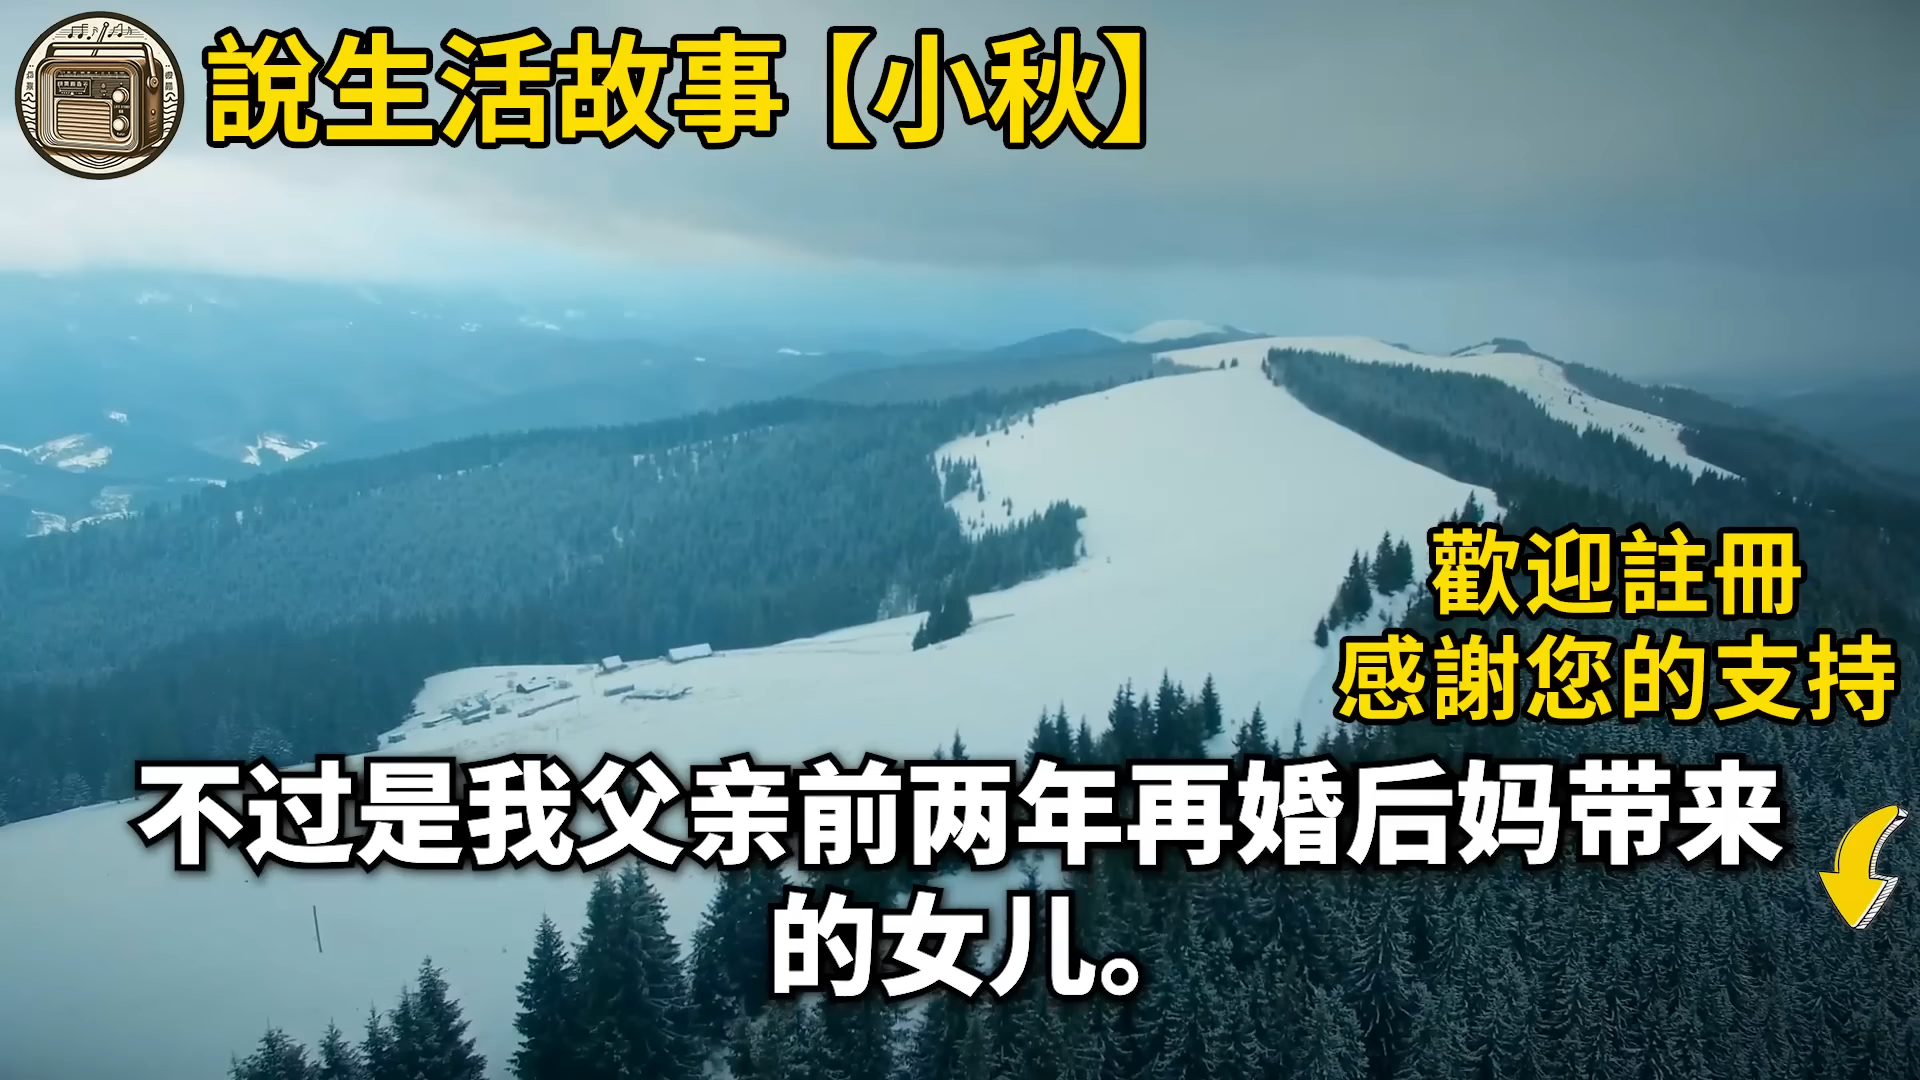 說生活故事【小秋】
歡迎註冊
感謝您的支持
不过是我父亲前两年再婚后妈带来
的女儿。